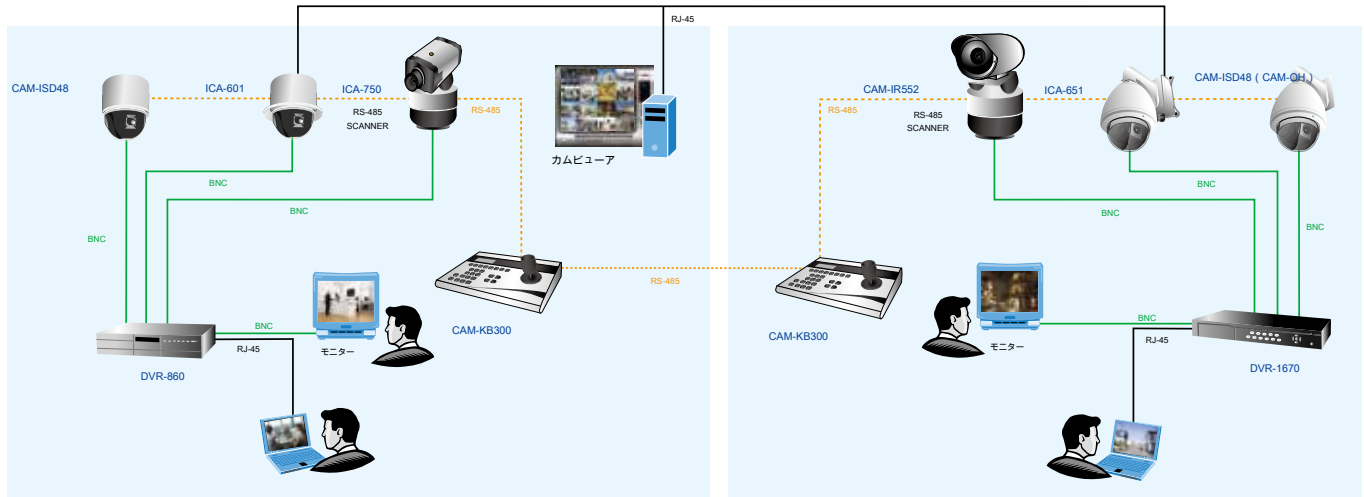 RJ-45
CAM-ISD48
ICA-601
ICA-750
RS-485
SCANNER
RS-485
カムビューア
BNC
BNC
BNC
CAM-KB300
BNC
モニター
RJ-45
DVR-860
RS-485
CAM-IR552
RS-485
RS-485
SCANNER
ICA-651
CAM-ISD48 ( CAM-OH )
BNC
BNC
BNC
CAM-KB300
モニター
BNC
RJ-45
DVR-1670